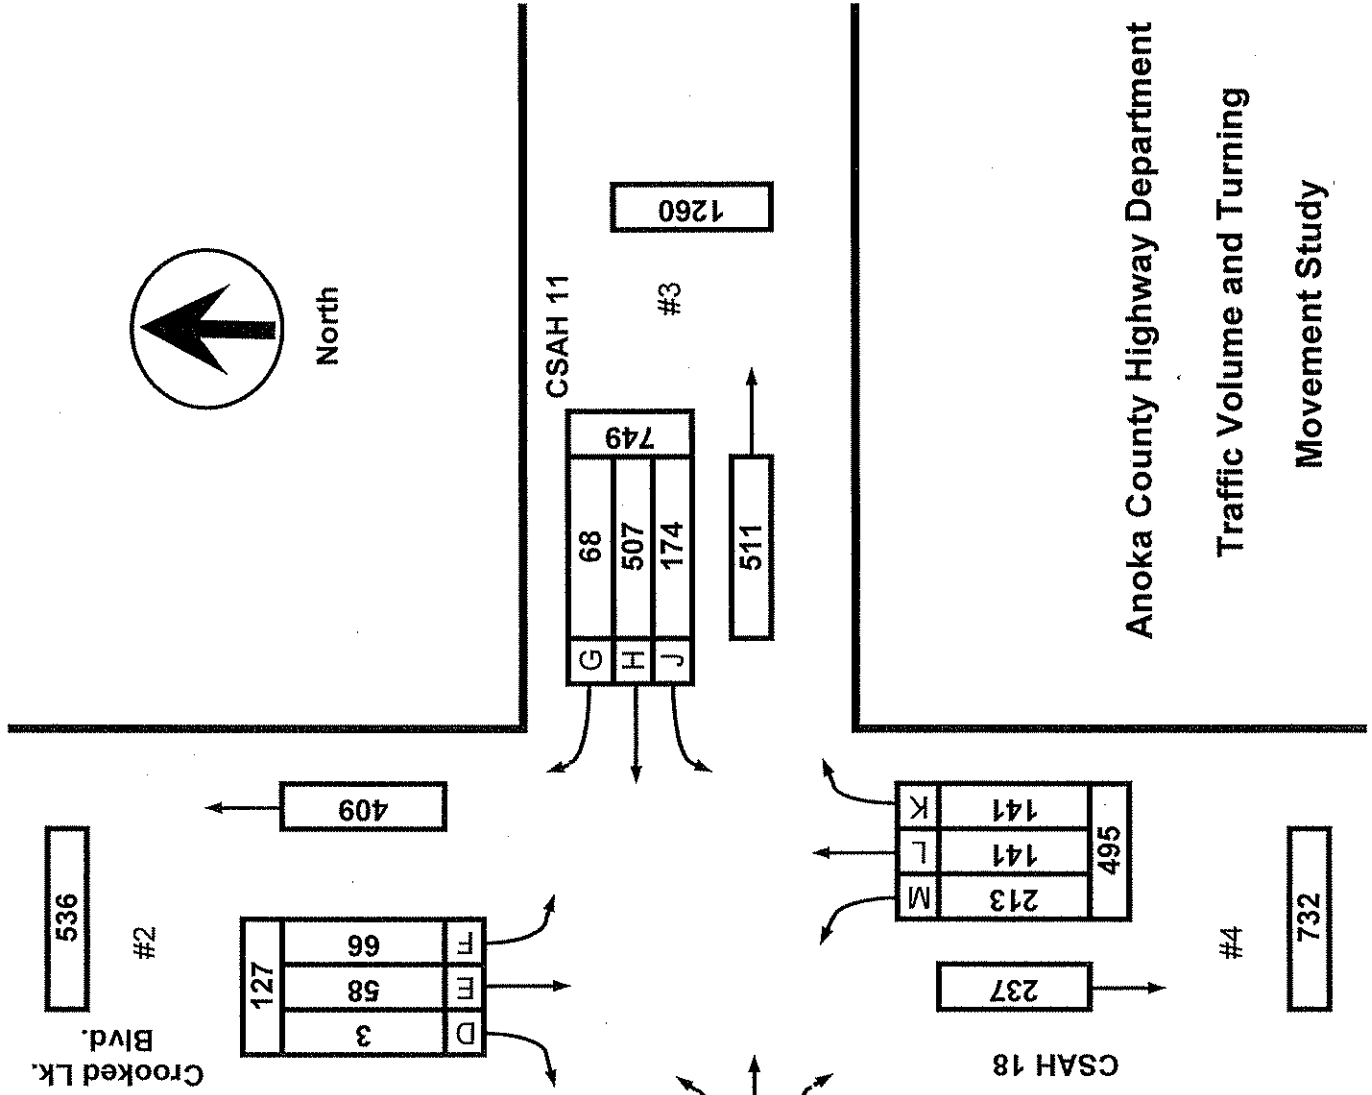 Crooked Lk.
Blvd.
536
#2
127
3
58
66
D
E
F
409
North
CSAH 11
#3
1260
G
68
H
507
J
174
749
511
K
141
L
141
M
213
495
237
CSAH 18
#4
732
Anoka County Highway Department
Traffic Volume and Turning
Movement Study